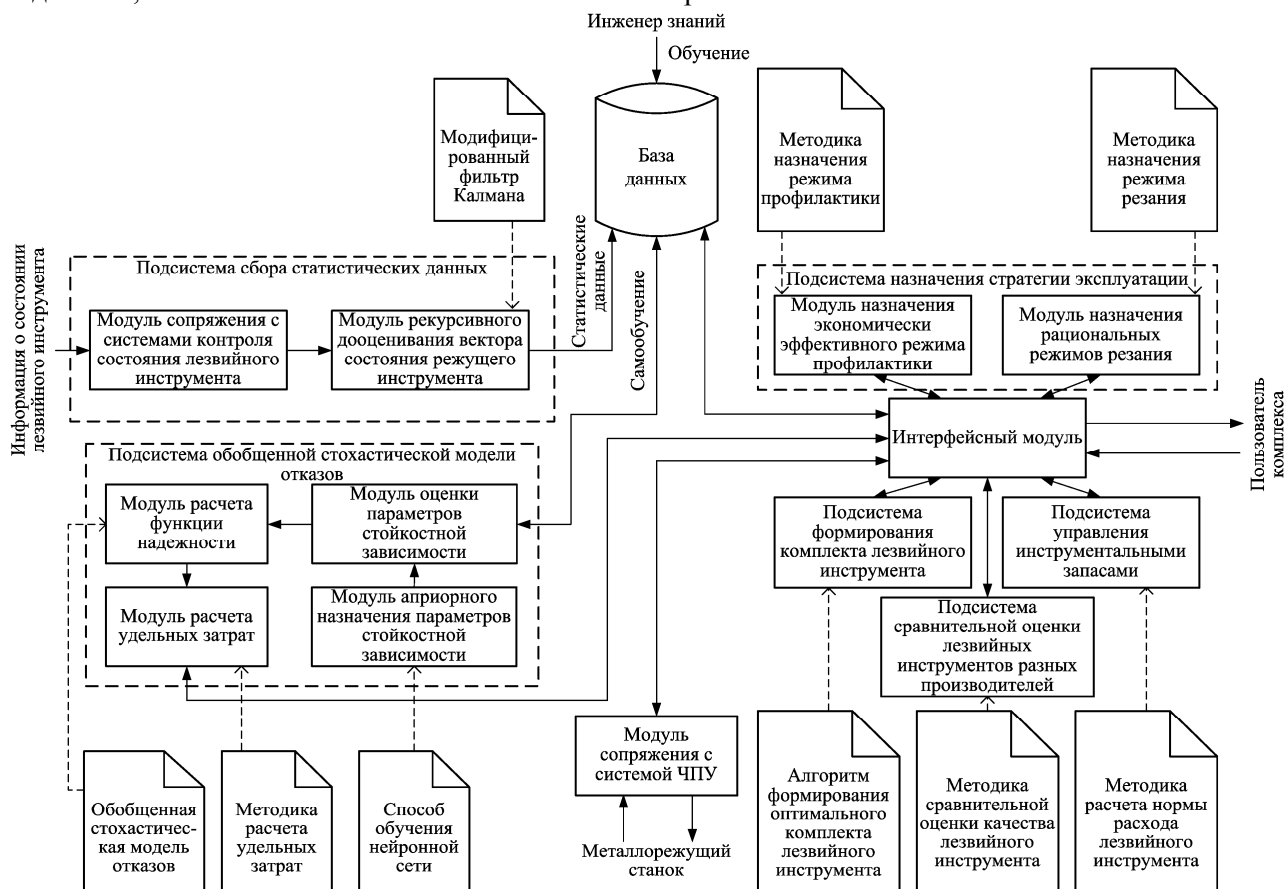 Инженер знаний
Обучение
Модифици-
рованный
фильтр
Калмана
База
данных
Методика
назначения
режима
профилактики
Методика
назначения
режима
резания
Информация о состоянии
лезвийного инструмента
Подсистема сбора статистических данных
Модуль сопряжения с
системами контроля
состояния лезвийного
инструмента
Модуль рекурсивного
дооценивания вектора
состояния режущего
инструмента
Статистические
данные
Самообучение
Подсистема назначения стратегии эксплуатации
Модуль назначения
экономически
эффективного режима
профилактики
Модуль назначения
рациональных
режимов резания
Интерфейсный модуль
Пользователь
комплекса
Подсистема обобщенной стохастической модели
отказов
Модуль расчета
функции
надежности
Модуль оценки
параметров
стойкостной
зависимости
Модуль расчета
удельных затрат
Модуль априорного
назначения параметров
стойкостной
зависимости
Подсистема
формирования
комплекта лезвийного
инструмента
Подсистема
управления
инструментальными
запасами
Подсистема
сравнительной оценки
лезвийных
инструментов разных
производителей
Модуль
сопряжения с
системой ЧПУ
Металлорежущий
станок
Обобщенная
стохастичес-
кая модель
отказов
Методика
расчета
удельных
затрат
Способ
обучения
нейронной
сети
Алгоритм
формирования
оптимального
комплекта
лезвийного
инструмента
Методика
сравнительной
оценки качества
лезвийного
инструмента
Методика
расчета нормы
расхода
лезвийного
инструмента